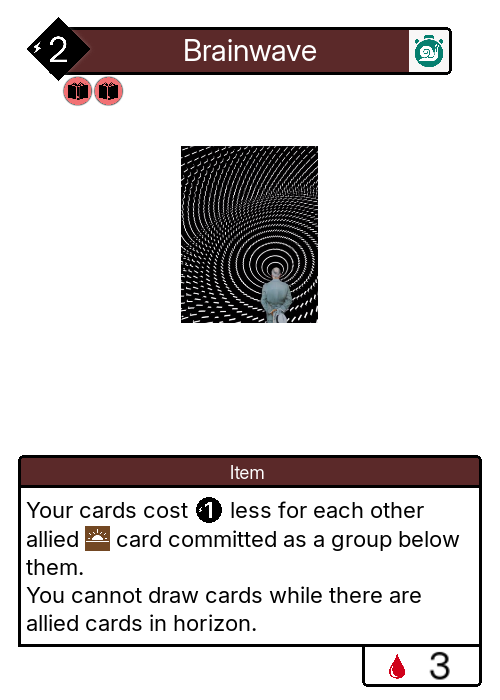 2
Brainwave
Item
Your cards cost 1 less for each other
allied card committed as a group below
them.
You cannot draw cards while there are
allied cards in horizon.
3